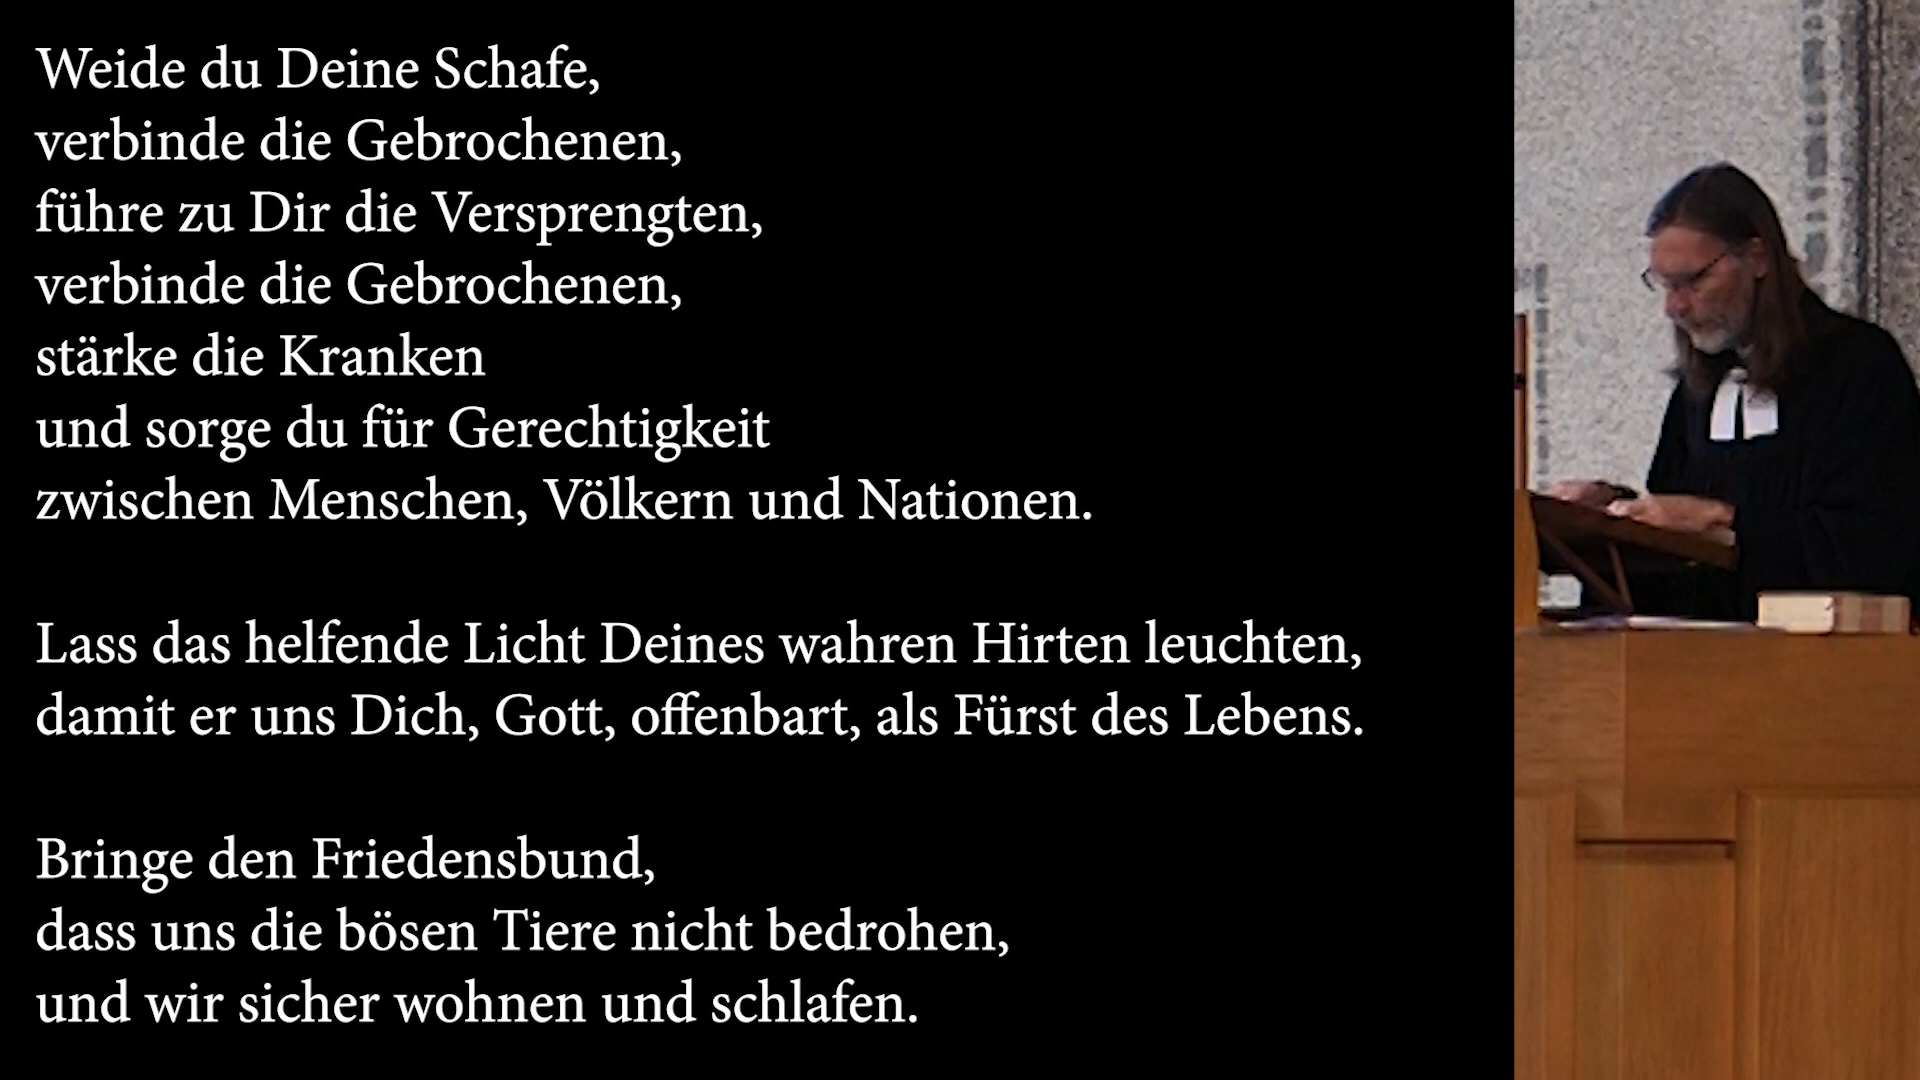 Weide du Deine Schafe,
verbinde die Gebrochenen,
führe zu Dir die Versprengten,
verbinde die Gebrochenen,
stärke die Kranken
und sorge du für Gerechtigkeit
zwischen Menschen, Völkern und Nationen.
Lass das helfende Licht Deines wahren Hirten leuchten,
damit er uns Dich, Gott, offenbart, als Fürst des Lebens.
Bringe den Friedensbund,
dass uns die bösen Tiere nicht bedrohen,
und wir sicher wohnen und schlafen.